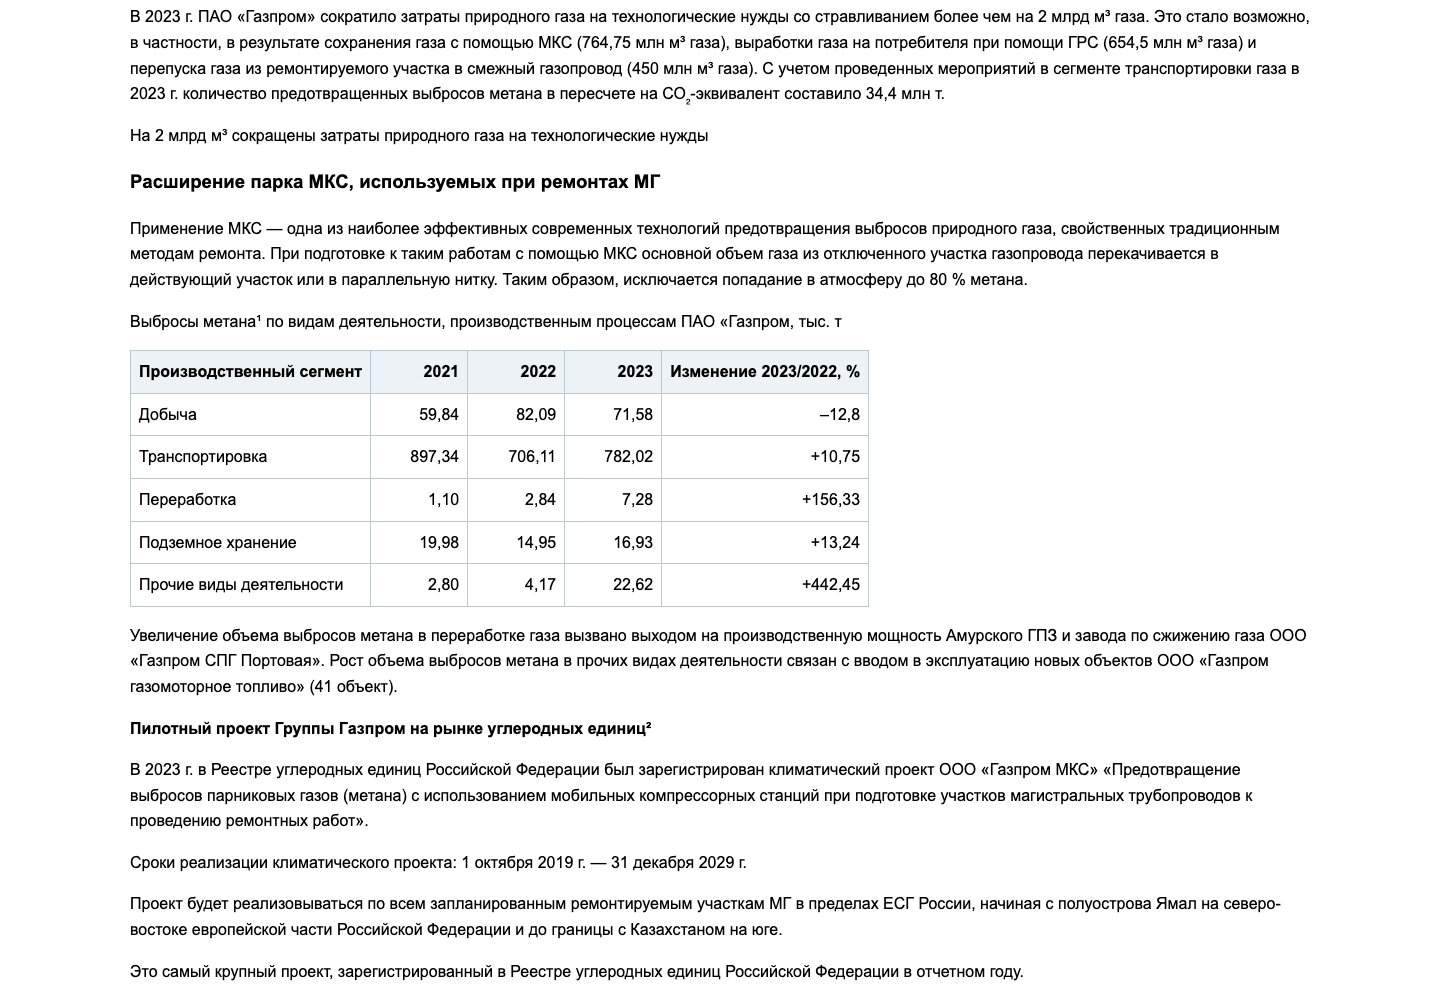 В 2023 г. ПАО «Газпром» сократило затраты природного газа на технологические нужды со стравливанием более чем на 2 млрд м³ газа. Это стало возможно,
в частности, в результате сохранения газа с помощью МКС (764,75 млн м³ газа), выработки газа на потребителя при помощи ГРС (654,5 млн м³ газа) и
перепуска газа из ремонтируемого участка в смежный газопровод (450 млн м³ газа). С учетом проведенных мероприятий в сегменте транспортировки газа в
2023 г. количество предотвращенных выбросов метана в пересчете на CO₂-эквивалент составило 34,4 млн т.
На 2 млрд м³ сокращены затраты природного газа на технологические нужды
Расширение парка МКС, используемых при ремонтах МГ
Применение МКС — одна из наиболее эффективных современных технологий предотвращения выбросов природного газа, свойственных традиционным
методам ремонта. При подготовке к таким работам с помощью МКС основной объем газа из отключенного участка газопровода перекачивается в
действующий участок или в параллельную нитку. Таким образом, исключается попадание в атмосферу до 80 % метана.
Выбросы метана¹ по видам деятельности, производственным процессам ПАО «Газпром, тыс. т
Производственный сегмент 2021 2022 2023 Изменение 2023/2022, %
Добыча 59,84 82,09 71,58 –12,8
Транспортировка 897,34 706,11 782,02 +10,75
Переработка 1,10 2,84 7,28 +156,33
Подземное хранение 19,98 14,95 16,93 +13,24
Прочие виды деятельности 2,80 4,17 22,62 +442,45
Увеличение объема выбросов метана в переработке газа вызвано выходом на производственную мощность Амурского ГПЗ и завода по сжижению газа ООО
«Газпром СПГ Портовая». Рост объема выбросов метана в прочих видах деятельности связан с вводом в эксплуатацию новых объектов ООО «Газпром
газомоторное топливо» (41 объект).
Пилотный проект Группы Газпром на рынке углеродных единиц²
В 2023 г. в Реестре углеродных единиц Российской Федерации был зарегистрирован климатический проект ООО «Газпром МКС» «Предотвращение
выбросов парниковых газов (метана) с использованием мобильных компрессорных станций при подготовке участков магистральных трубопроводов к
проведению ремонтных работ».
Сроки реализации климатического проекта: 1 октября 2019 г. — 31 декабря 2029 г.
Проект будет реализовываться по всем запланированным ремонтируемым участкам МГ в пределах ЕСГ России, начиная с полуострова Ямал на северо-
востоке европейской части Российской Федерации и до границы с Казахстаном на юге.
Это самый крупный проект, зарегистрированный в Реестре углеродных единиц Российской Федерации в отчетном году.